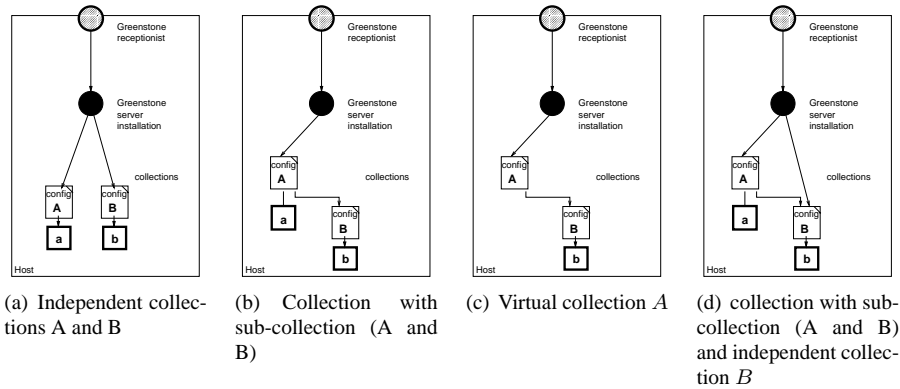 Greenstone
receptionist
Greenstone
server
installation
collections
config
A
config
B
a
b
Host
(a) Independent collec-
tions A and B
Greenstone
receptionist
Greenstone
server
installation
config
A
collections
a
config
B
b
Host
(b) Collection with
sub-collection (A and
B)
Greenstone
receptionist
Greenstone
server
installation
config
A
collections
config
B
b
Host
(c) Virtual collection A
Greenstone
receptionist
Greenstone
server
installation
config
A
collections
a
config
B
b
Host
(d) collection with sub-
collection (A and B)
and independent collec-
tion B